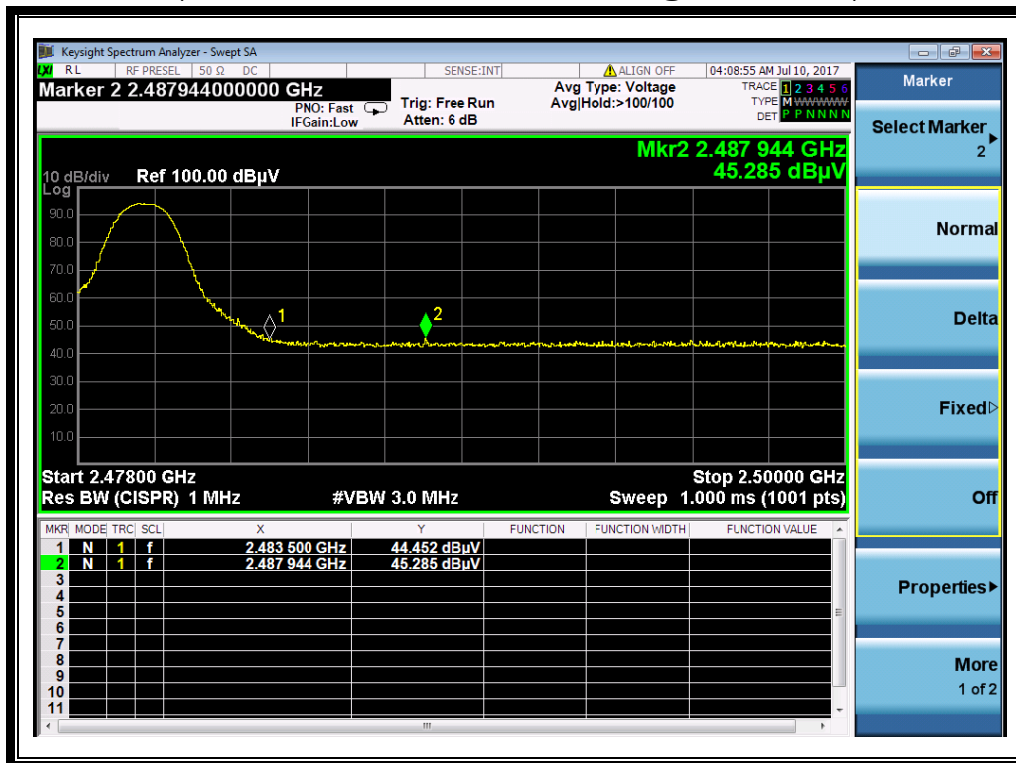 Keysight Spectrum Analyzer - Swept SA
LXI RL RF PRESEL 50 Ω DC SENSE:INT ALIGN OFF 04:08:55 AM Jul 10, 2017
Marker 2 2.487944000000 GHz
PNO: Fast
IFGain:Low
Trig: Free Run
Atten: 6 dB
Avg Type: Voltage
Avg|Hold:>100/100
TRACE 1 2 3 4 5 6
TYPE M WWWWW
DET P P N N N N
Mkr2 2.487 944 GHz
45.285 dBµV
10 dB/div Ref 100.00 dBµV
Log
90.0
80.0
70.0
60.0
50.0
40.0
30.0
20.0
10.0
1
2
Start 2.47800 GHz Stop 2.50000 GHz
Res BW (CISPR) 1 MHz #VBW 3.0 MHz Sweep 1.000 ms (1001 pts)
MKR MODE TRC SCL X Y FUNCTION FUNCTION WIDTH FUNCTION VALUE
1 N 1 f 2.483 500 GHz 44.452 dBµV
2 N 1 f 2.487 944 GHz 45.285 dBµV
3
4
5
6
7
8
9
10
11
Marker
Select Marker
2
Normal
Delta
Fixed
Off
Properties
More
1 of 2